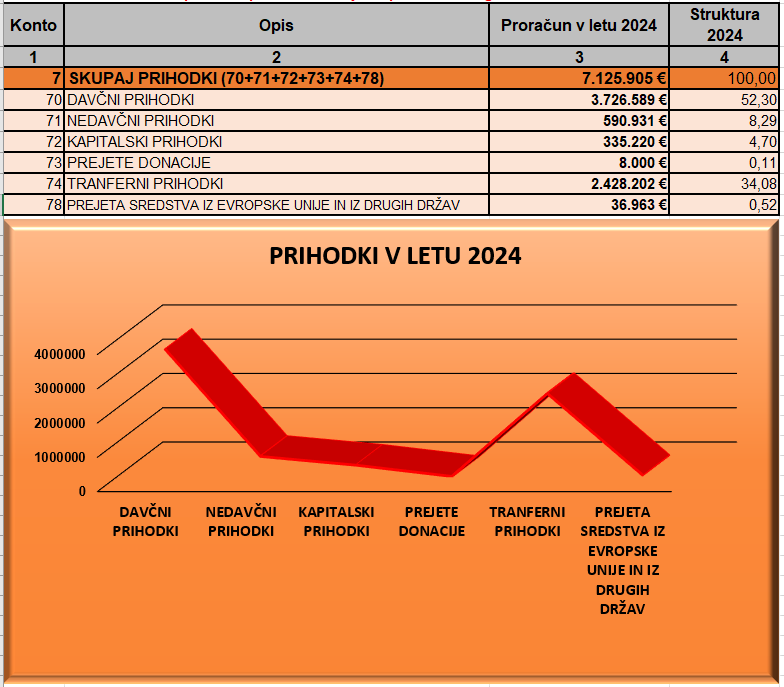 Konto Opis Proračun v letu 2024 Struktura 2024
1 2 3 4
7 SKUPAJ PRIHODKI (70+71+72+73+74+78) 7.125.905 € 100,00
70 DAVČNI PRIHODKI 3.726.589 € 52,30
71 NEDAVČNI PRIHODKI 590.931 € 8,29
72 KAPITALSKI PRIHODKI 335.220 € 4,70
73 PREJETE DONACIJE 8.000 € 0,11
74 TRANFERNI PRIHODKI 2.428.202 € 34,08
78 PREJETA SREDSTVA IZ EVROPSKE UNIJE IN IZ DRUGIH DRŽAV 36.963 € 0,52
PRIHODKI V LETU 2024
4000000
3000000
2000000
1000000
0
DAVČNI
PRIHODKI
NEDAVČNI
PRIHODKI
KAPITALSKI
PRIHODKI
PREJETE
DONACIJE
TRANFERNI
PRIHODKI
PREJETA
SREDSTVA IZ
EVROPSKE
UNIJE IN IZ
DRUGIH
DRŽAV